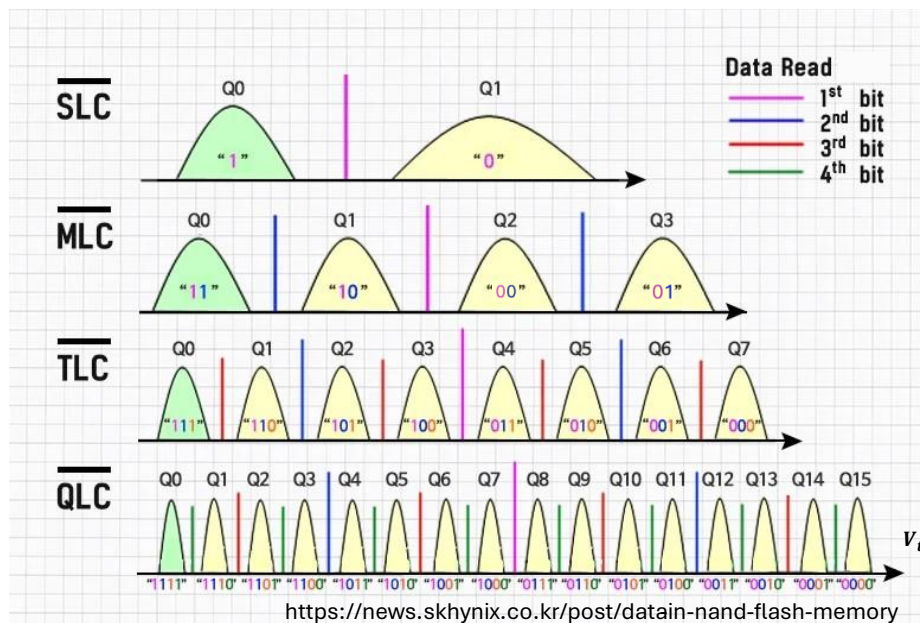 SLC
Q0 Q1
“1” “0”
Data Read
1st bit
2nd bit
3rd bit
4th bit
MLC
Q0 Q1 Q2 Q3
“11” “10” “00” “01”
TLC
Q0 Q1 Q2 Q3 Q4 Q5 Q6 Q7
“111” “110” “101” “100” “011” “010” “001” “000”
QLC
Q0 Q1 Q2 Q3 Q4 Q5 Q6 Q7 Q8 Q9 Q10 Q11 Q12 Q13 Q14 Q15
“1111” “1110” “1101” “1100” “1011” “1010” “1001” “1000” “0111” “0110” “0101” “0100” “0011” “0010” “0001” “0000”
https://news.skhynix.co.kr/post/datain-nand-flash-memory